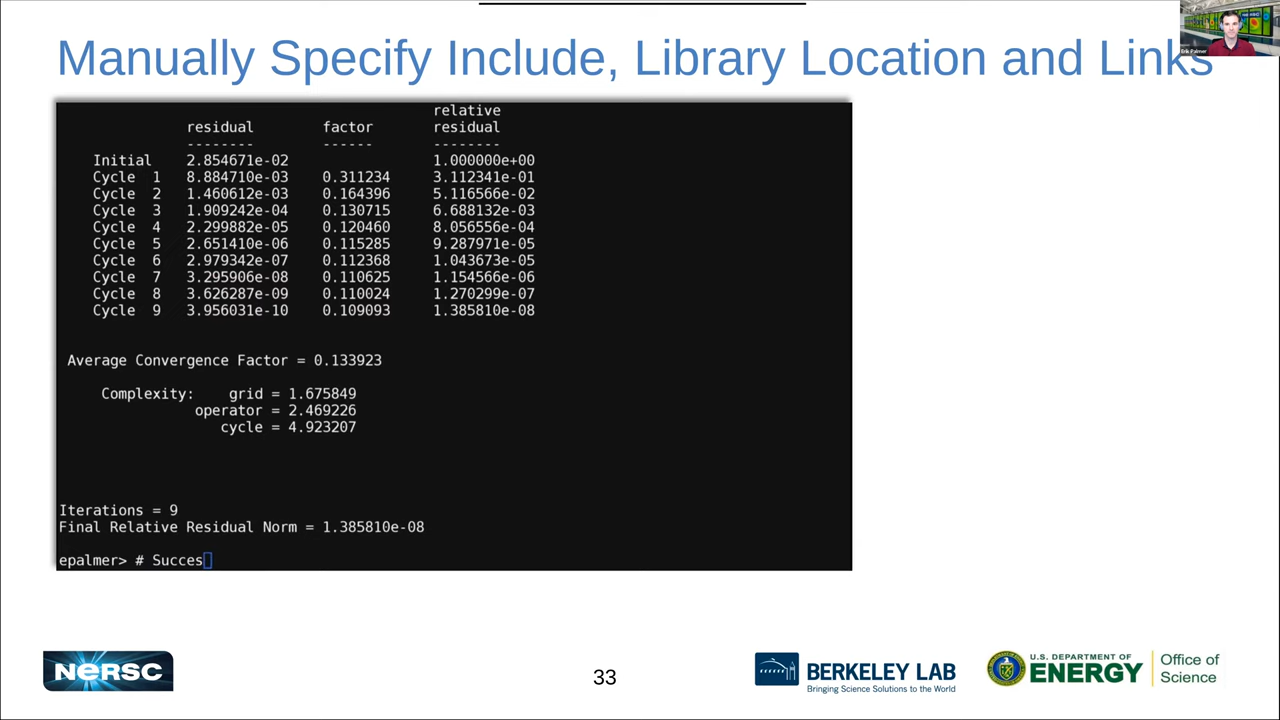 Manually Specify Include, Library Location and Links
Erik Palmer
relative
residual factor residual
-------- ------ --------
Initial 2.854671e-02 1.000000e+00
Cycle 1 8.884710e-03 0.311234 3.112341e-01
Cycle 2 1.460612e-03 0.164396 5.116566e-02
Cycle 3 1.909242e-04 0.130715 6.688132e-03
Cycle 4 2.299882e-05 0.120460 8.056556e-04
Cycle 5 2.651410e-06 0.115285 9.287971e-05
Cycle 6 2.979342e-07 0.112368 1.043673e-05
Cycle 7 3.295906e-08 0.110625 1.154566e-06
Cycle 8 3.626287e-09 0.110024 1.270299e-07
Cycle 9 3.956031e-10 0.109093 1.385810e-08
Average Convergence Factor = 0.133923
Complexity: grid = 1.675849
operator = 2.469226
cycle = 4.923207
Iterations = 9
Final Relative Residual Norm = 1.385810e-08
epalmer> # Succes
NERSC
33
BERKELEY LAB
Bringing Science Solutions to the World
U.S. DEPARTMENT OF
ENERGY
Office of
Science